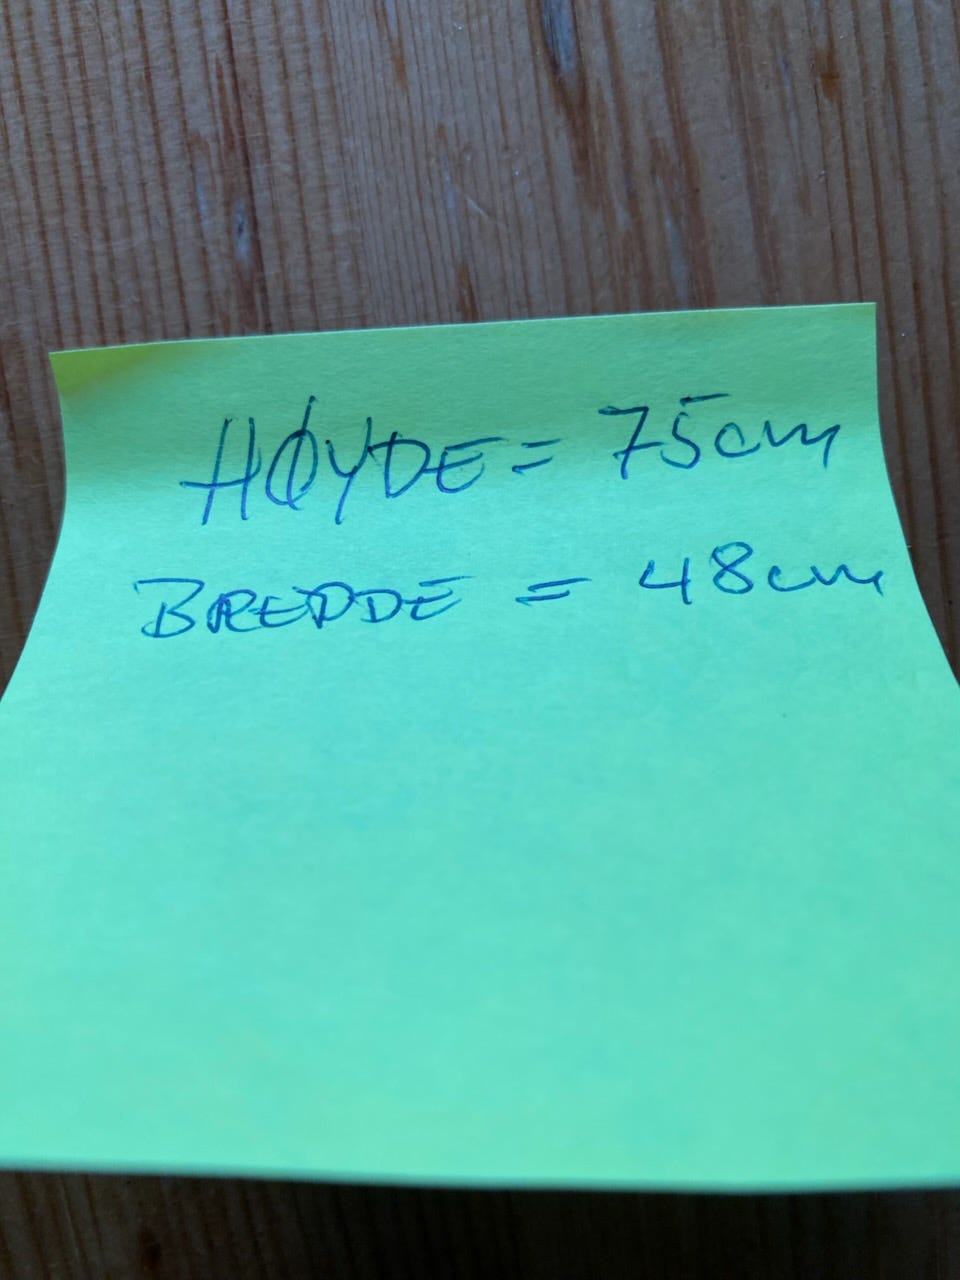 HØYDE = 75cm
BREDDE = 48cm